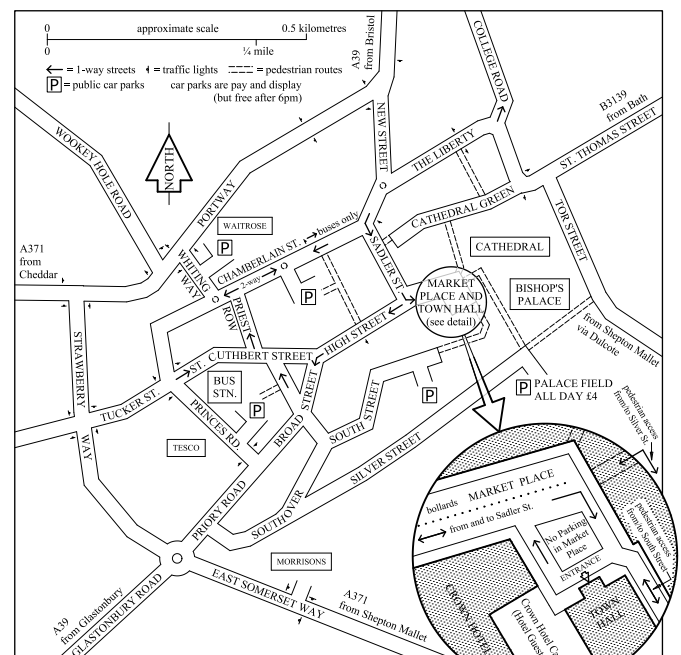 0 approximate scale 0.5 kilometres
0 ¼ mile
= 1-way streets = traffic lights = pedestrian routes
P = public car parks car parks are pay and display
(but free after 6pm)
A39
from Bristol
COLLEGE ROAD
B3139
from Bath
ST. THOMAS STREET
WOOKEY HOLE ROAD
NORTH
NEW STREET
THE LIBERTY
PORTWAY
WAITROSE
P
CHAMBERLAIN ST.
buses only
CATHEDRAL GREEN
TOR STREET
A371
from
Cheddar
WHITING
WAY
2-way
SADLER ST.
CATHEDRAL
BISHOP'S
PALACE
MARKET
PLACE AND
TOWN HALL
(see detail)
P
PRIEST
ROW
HIGH STREET
from Shepton Mallet
via Dulcote
STRAWBERRY
WAY
ST. CUTHBERT STREET
BUS
STN.
P
TUCKER ST.
PRINCES RD.
BROAD
STREET
SOUTH
STREET
P
P PALACE FIELD
ALL DAY £4
TESCO
SILVER STREET
pedestrian access
from/to Silver St.
PRIORY ROAD
SOUTHOVER
MORRISONS
EAST SOMERSET WAY
A371
from Shepton Mallet
A39
from Glastonbury
GLASTONBURY ROAD
bollards MARKET PLACE
from and to Sadler St.
No Parking
in Market
Place
ENTRANCE
pedestrian access
from/to South Street
CROWN HOTEL
Crown Hotel Ca
(Hotel Guest
TOWN
HALL